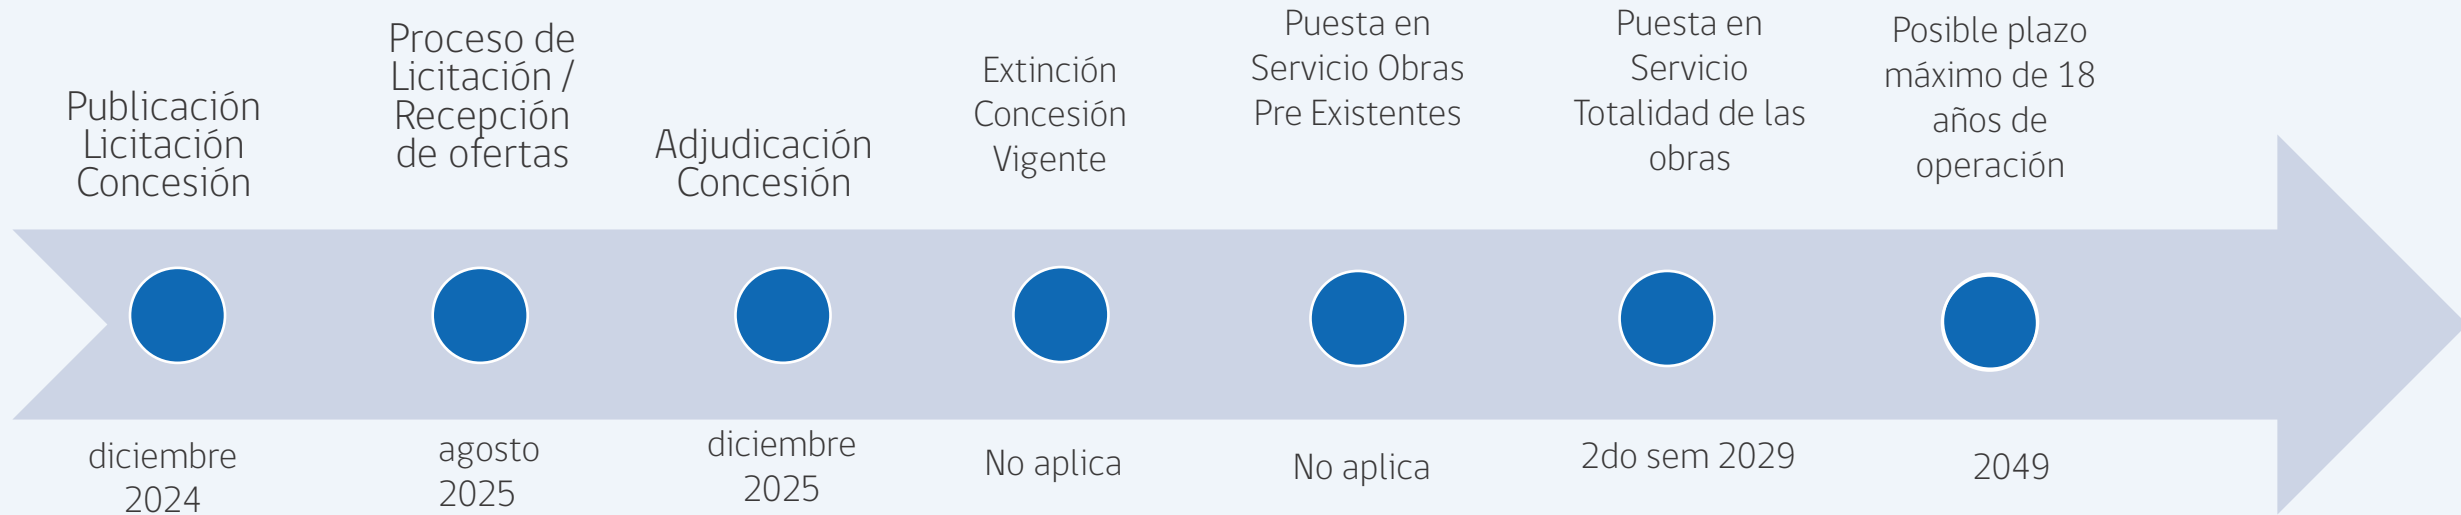 Publicación
Licitación
Concesión
Proceso de
Licitación /
Recepción
de ofertas
Adjudicación
Concesión
Extinción
Concesión
Vigente
Puesta en
Servicio Obras
Pre Existentes
Puesta en
Servicio
Totalidad de las
obras
Posible plazo
máximo de 18
años de
operación
diciembre
2024
agosto
2025
diciembre
2025
No aplica
No aplica
2do sem 2029
2049